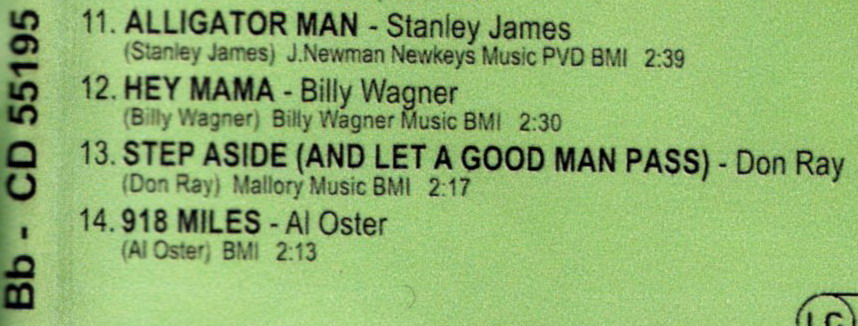 Bb - CD 55195
11. ALLIGATOR MAN - Stanley James
(Stanley James) J.Newman Newkeys Music PVD BMI 2:39
12. HEY MAMA - Billy Wagner
(Billy Wagner) Billy Wagner Music BMI 2:30
13. STEP ASIDE (AND LET A GOOD MAN PASS) - Don Ray
(Don Ray) Mallory Music BMI 2:17
14. 918 MILES - Al Oster
(Al Oster) BMI 2:13
LC